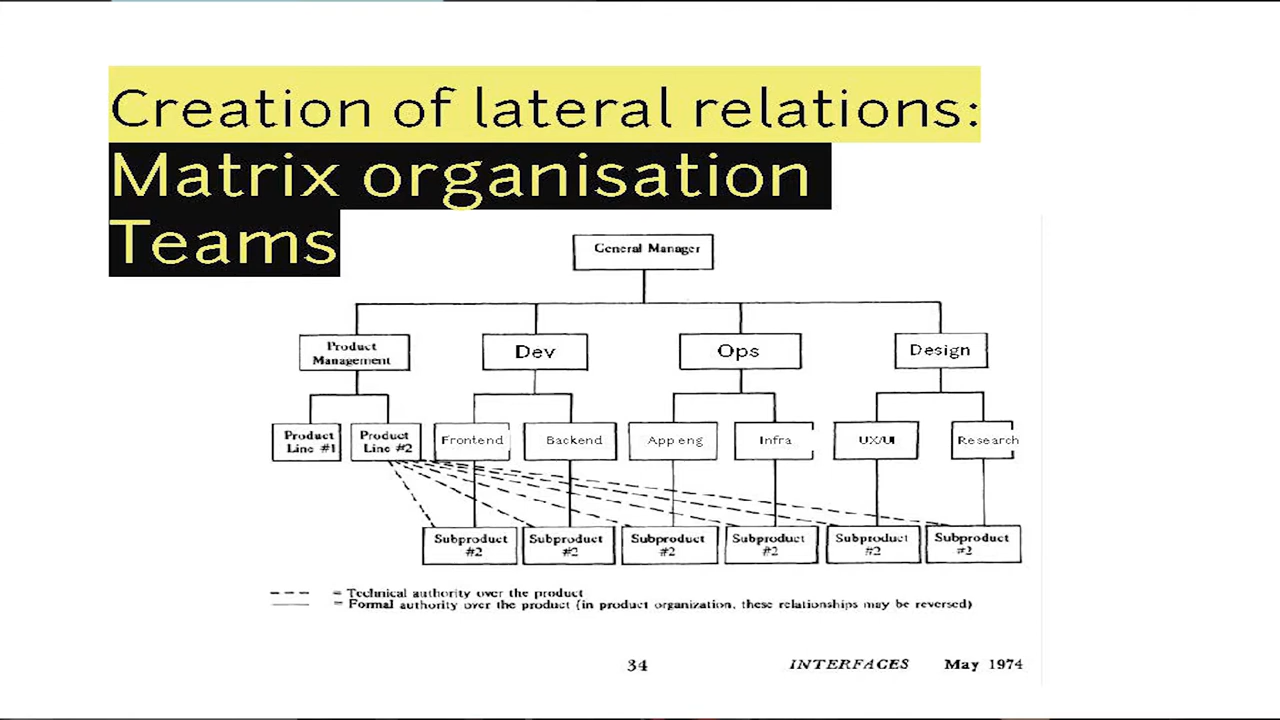 Creation of lateral relations:
Matrix organisation
Teams
General Manager
Product
Management
Dev
Ops
Design
Product
Line #1
Product
Line #2
Frontend
Backend
App eng
Infra
UX/UI
Research
Subproduct
#2
Subproduct
#2
Subproduct
#2
Subproduct
#2
Subproduct
#2
Subproduct
#2
= Technical authority over the product
= Formal authority over the product (in product organization, these relationships may be reversed)
34
INTERFACES May 1974